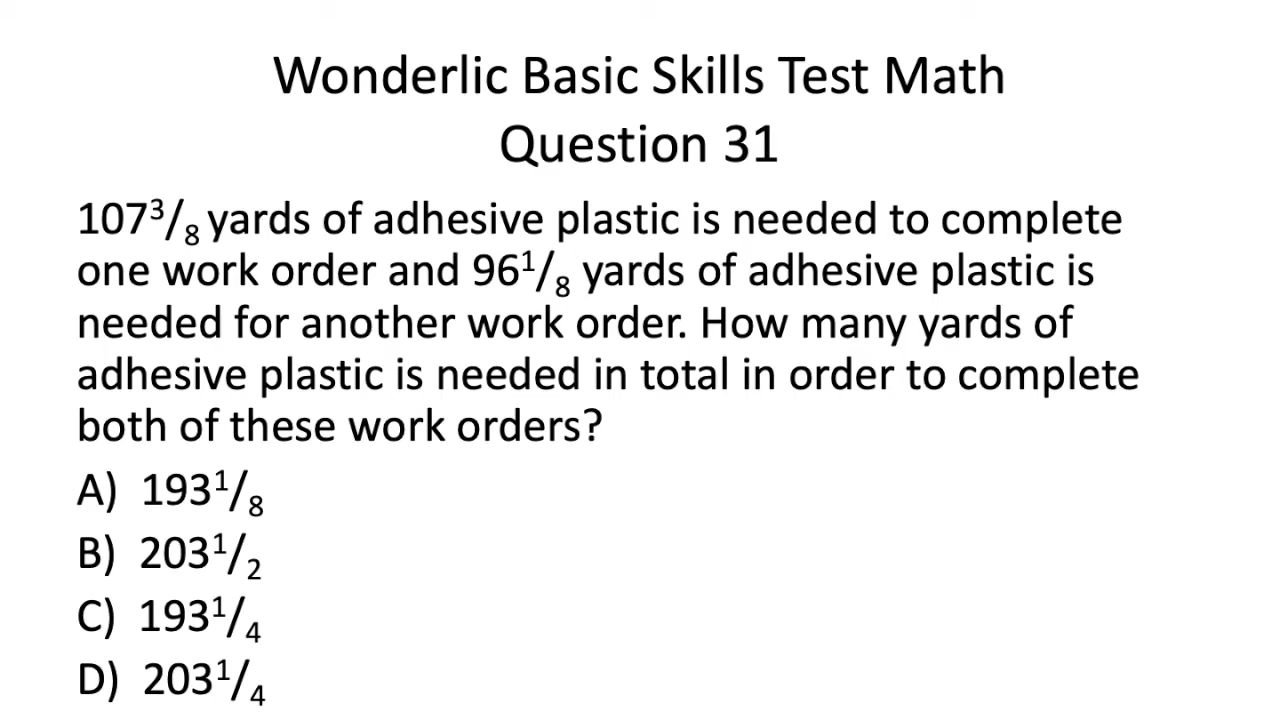 Wonderlic Basic Skills Test Math
Question 31
107³/₈ yards of adhesive plastic is needed to complete
one work order and 96¹/₈ yards of adhesive plastic is
needed for another work order. How many yards of
adhesive plastic is needed in total in order to complete
both of these work orders?
A) 193¹/₈
B) 203¹/₂
C) 193¹/₄
D) 203¹/₄